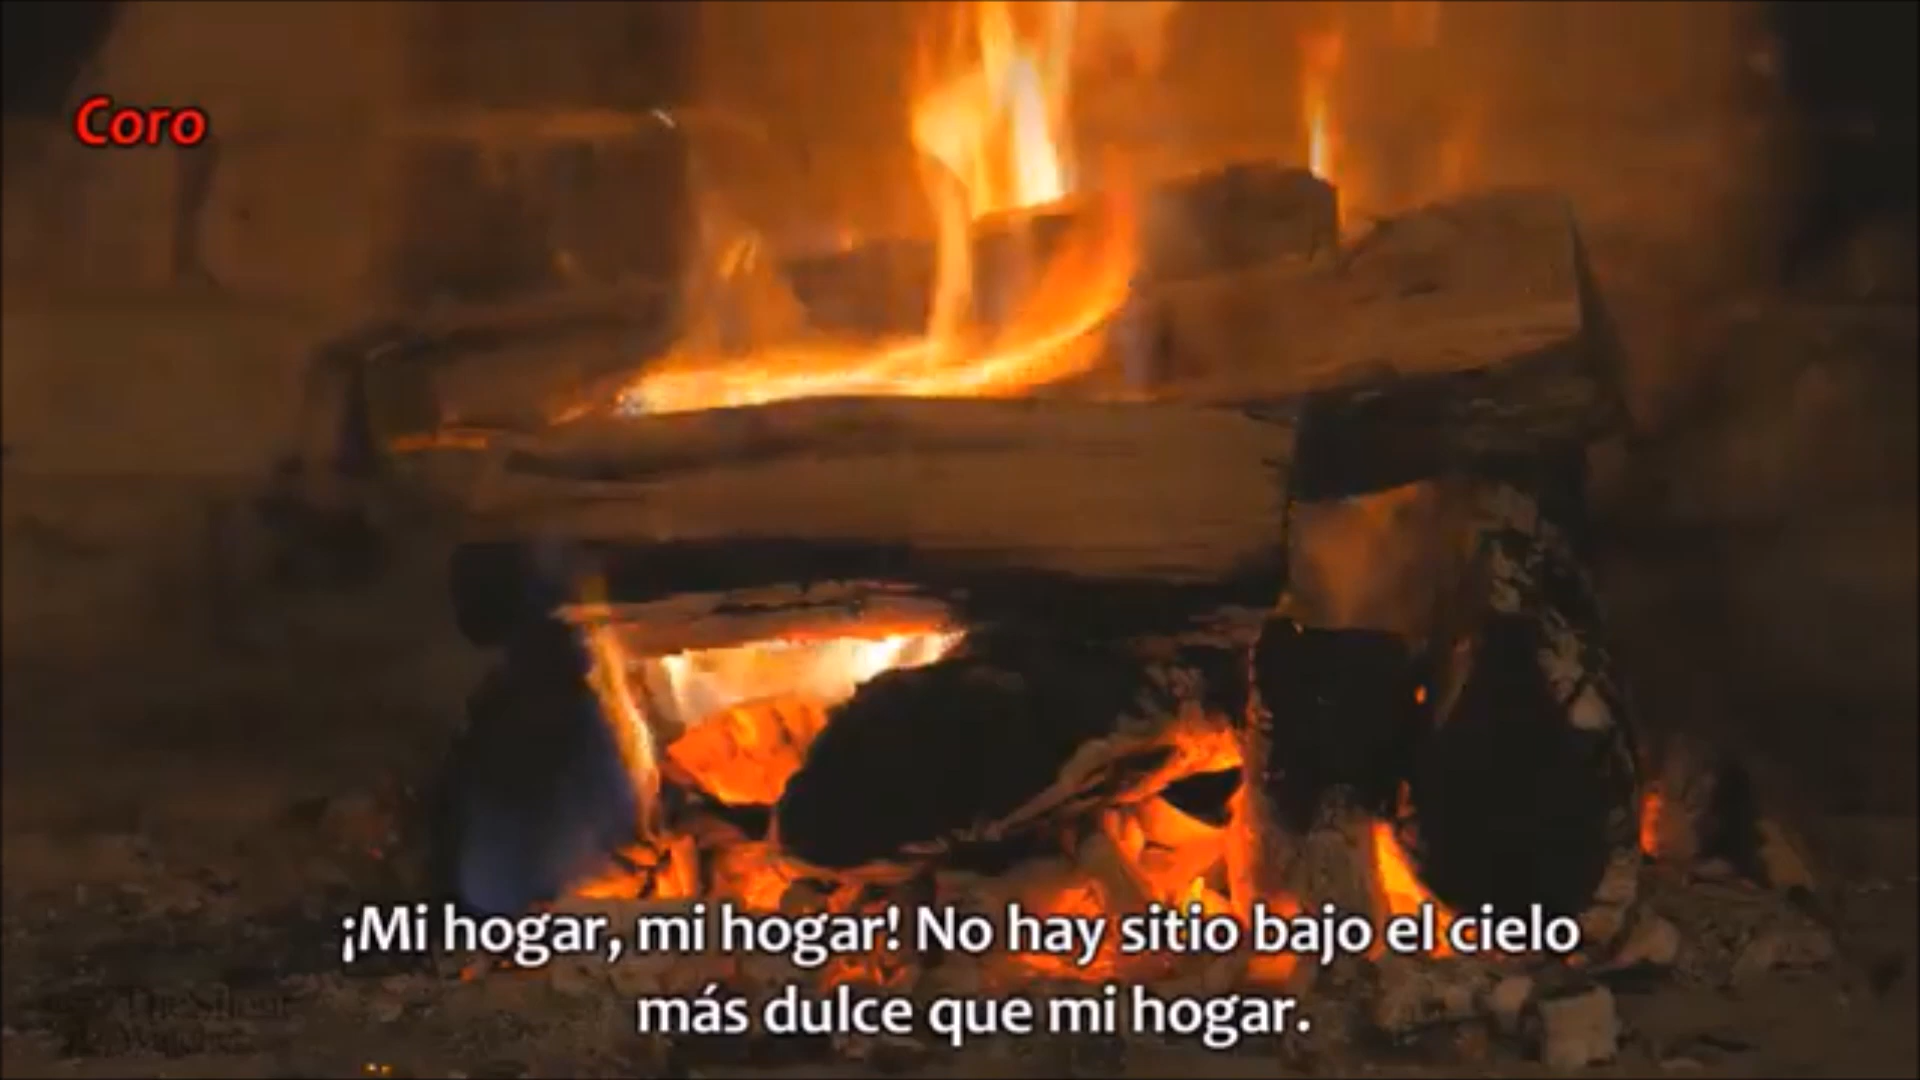 Coro
¡Mi hogar, mi hogar! No hay sitio bajo el cielo
más dulce que mi hogar.